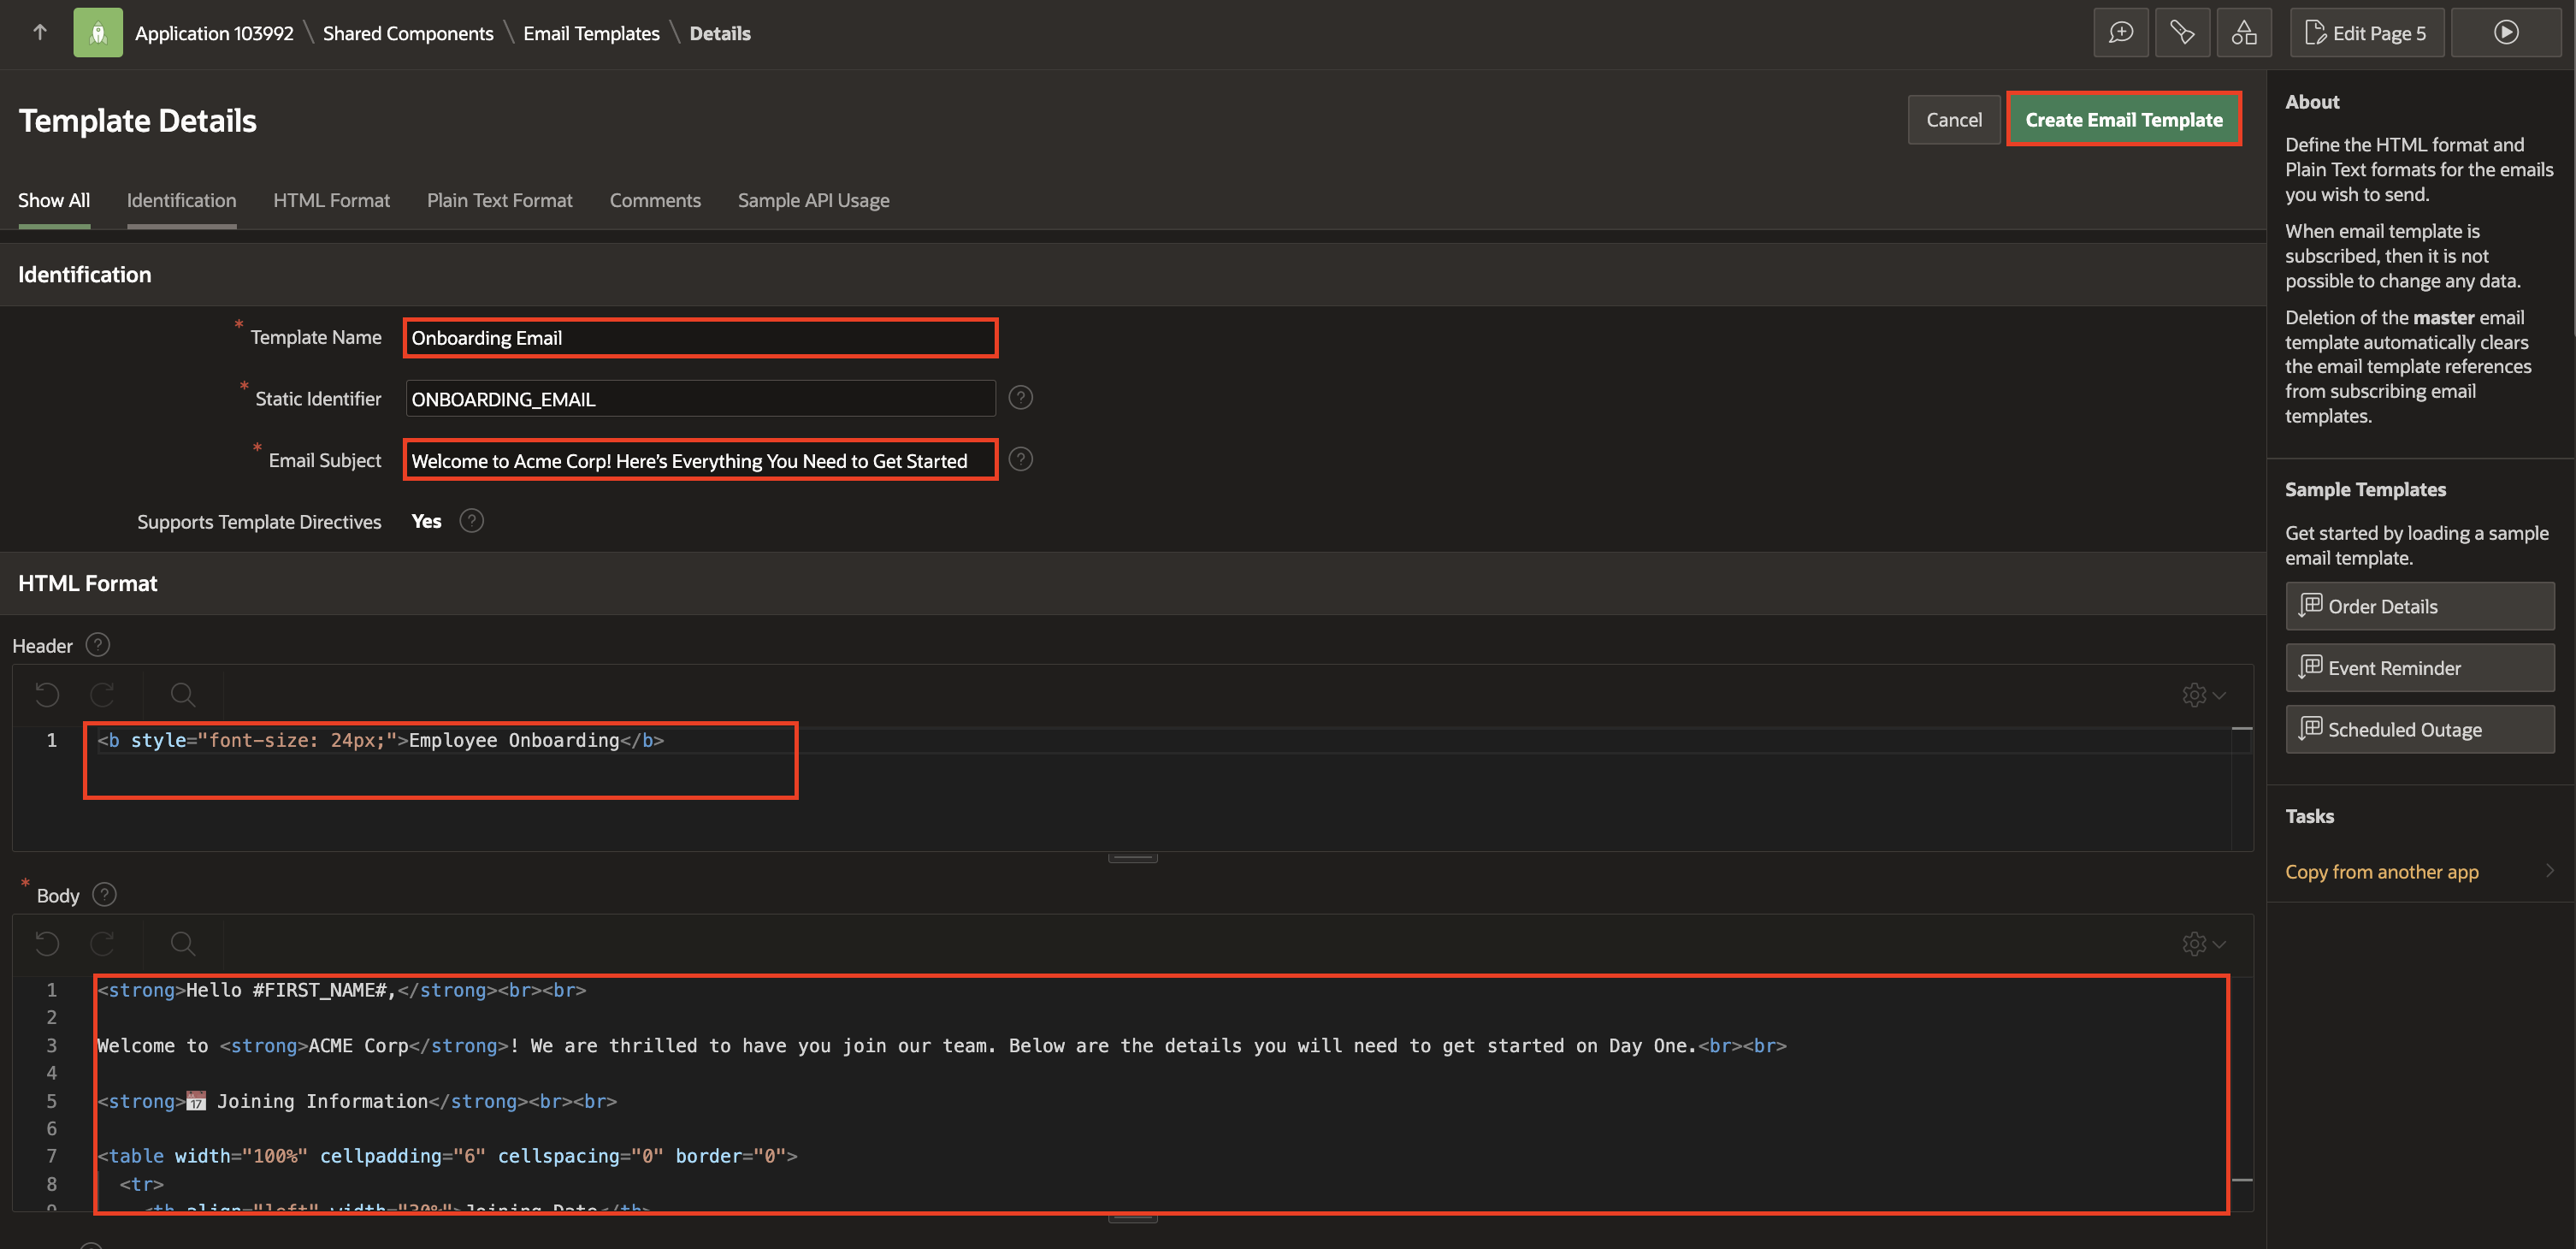 Application 103992 \ Shared Components \ Email Templates \ Details
Edit Page 5
Template Details
Cancel
Create Email Template
Show All
Identification
HTML Format
Plain Text Format
Comments
Sample API Usage
Identification
* Template Name
Onboarding Email
* Static Identifier
ONBOARDING_EMAIL
?
* Email Subject
Welcome to Acme Corp! Here’s Everything You Need to Get Started
?
Supports Template Directives
Yes
?
HTML Format
Header ?
1 <b style="font-size: 24px;">Employee Onboarding</b>
* Body ?
1 <strong>Hello #FIRST_NAME#,</strong><br><br>
2
3 Welcome to <strong>ACME Corp</strong>! We are thrilled to have you join our team. Below are the details you will need to get started on Day One.<br><br>
4
5 <strong>📅 Joining Information</strong><br><br>
6
7 <table width="100%" cellpadding="6" cellspacing="0" border="0">
8 <tr>
9 <th align="left" width="30%">Joining Date</th>
About
Define the HTML format and
Plain Text formats for the emails
you wish to send.
When email template is
subscribed, then it is not
possible to change any data.
Deletion of the master email
template automatically clears
the email template references
from subscribing email
templates.
Sample Templates
Get started by loading a sample
email template.
Order Details
Event Reminder
Scheduled Outage
Tasks
Copy from another app